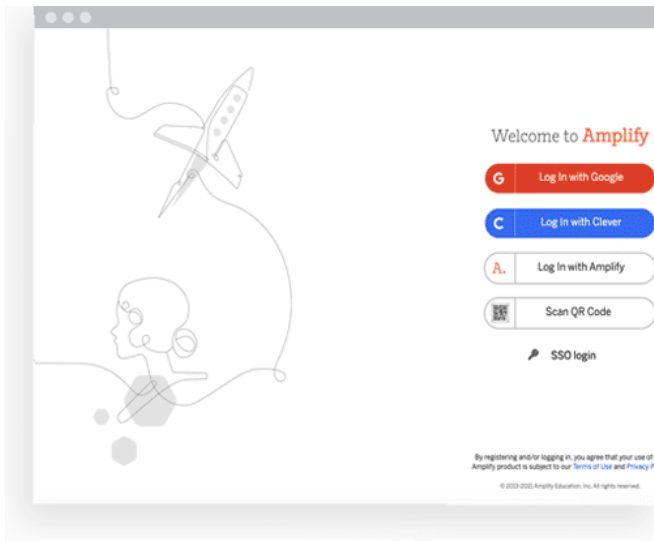 Welcome to Amplify
G Log In with Google
C Log In with Clever
A. Log In with Amplify
Scan QR Code
SSO login
By registering and/or logging in, you agree that your use of
Amplify product is subject to our Terms of Use and Privacy P
© 2013-2021 Amplify Education, Inc. All rights reserved.